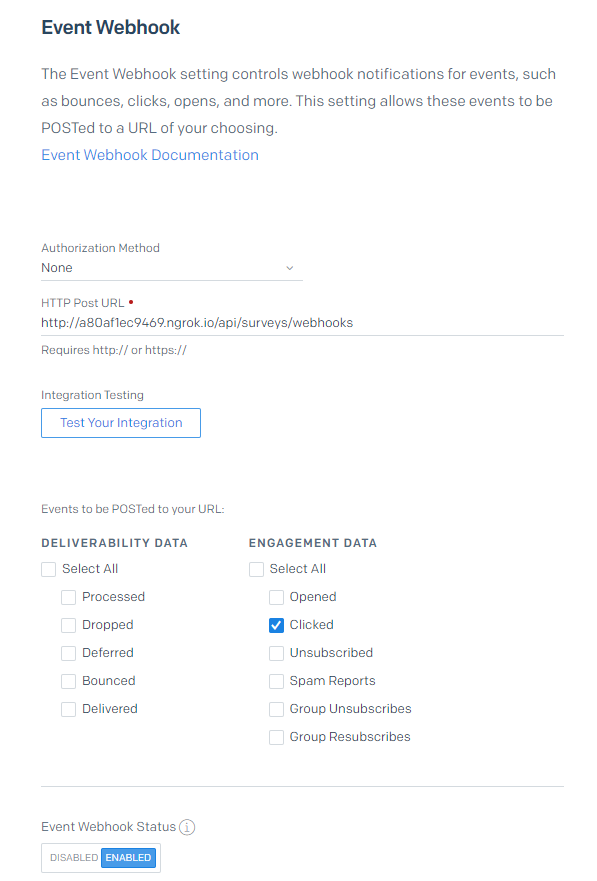 Event Webhook
The Event Webhook setting controls webhook notifications for events, such
as bounces, clicks, opens, and more. This setting allows these events to be
POSTed to a URL of your choosing.
Event Webhook Documentation
Authorization Method
None
HTTP Post URL •
http://a80af1ec9469.ngrok.io/api/surveys/webhooks
Requires http:// or https://
Integration Testing
Test Your Integration
Events to be POSTed to your URL:
DELIVERABILITY DATA
Select All
Processed
Dropped
Deferred
Bounced
Delivered
ENGAGEMENT DATA
Select All
Opened
Clicked
Unsubscribed
Spam Reports
Group Unsubscribes
Group Resubscribes
Event Webhook Status
DISABLED ENABLED